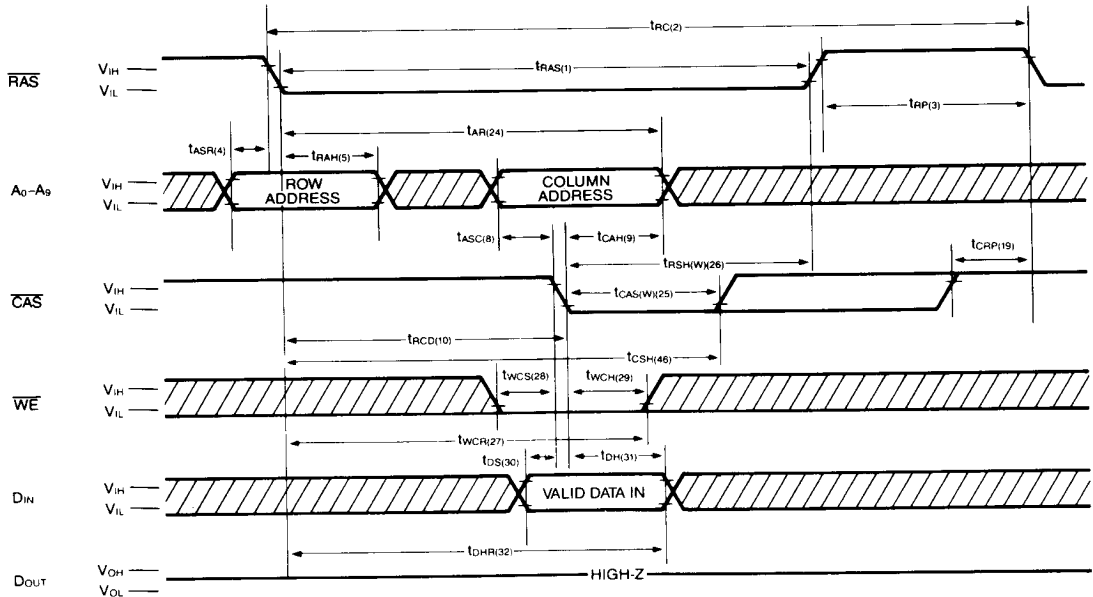 tRC(2)
RAS
VIH
VIL
tRAS(1)
tRP(3)
tAR(24)
tASR(4)
tRAH(5)
A0–A9
VIH
VIL
ROW
ADDRESS
COLUMN
ADDRESS
tASC(8)
tCAH(9)
tCRP(19)
tRSH(W)(26)
CAS
VIH
VIL
tCAS(W)(25)
tRCD(10)
tCSH(46)
tWCS(28)
tWCH(29)
WE
VIH
VIL
tWCR(27)
tDS(30)
tDH(31)
DIN
VIH
VIL
VALID DATA IN
tDHR(32)
DOUT
VOH
VOL
HIGH-Z